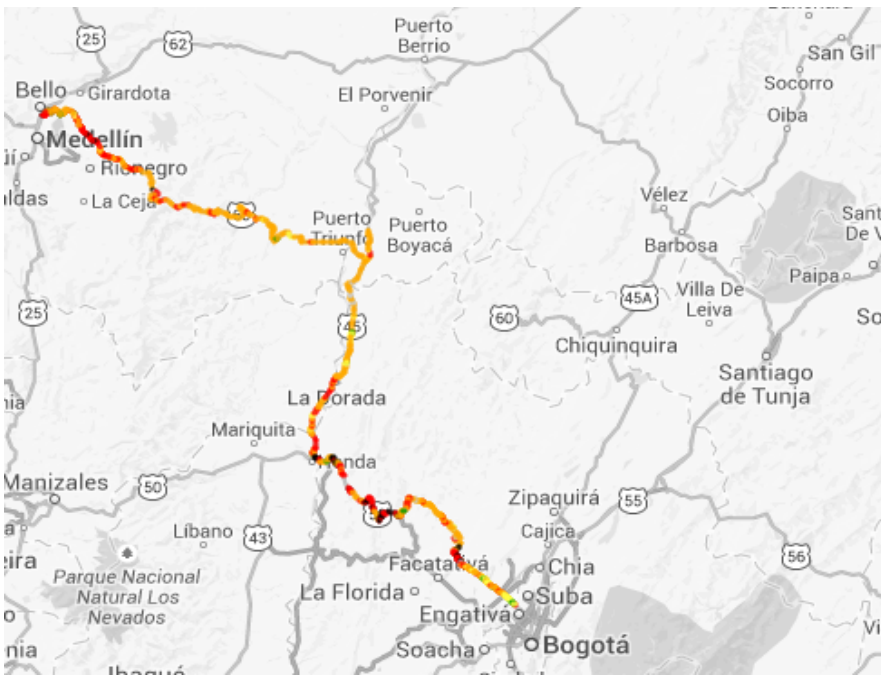 Puerto
Berrio
San Gil
25
62
Socorro
Bello
Girardota
El Porvenir
Oiba
Medellín
Rionegro
Vélez
La Ceja
Puerto
Triunfo
Puerto
Boyacá
Barbosa
Paipa
45A
Villa De
Leiva
25
45
60
Chiquinquira
Santiago
de Tunja
La Dorada
Mariquita
Honda
Manizales
50
Zipaquirá
55
Líbano
43
Cajica
56
Facatativá
Chia
Parque Nacional
Natural Los
Nevados
La Florida
Suba
Engativá
Soacha
Bogotá